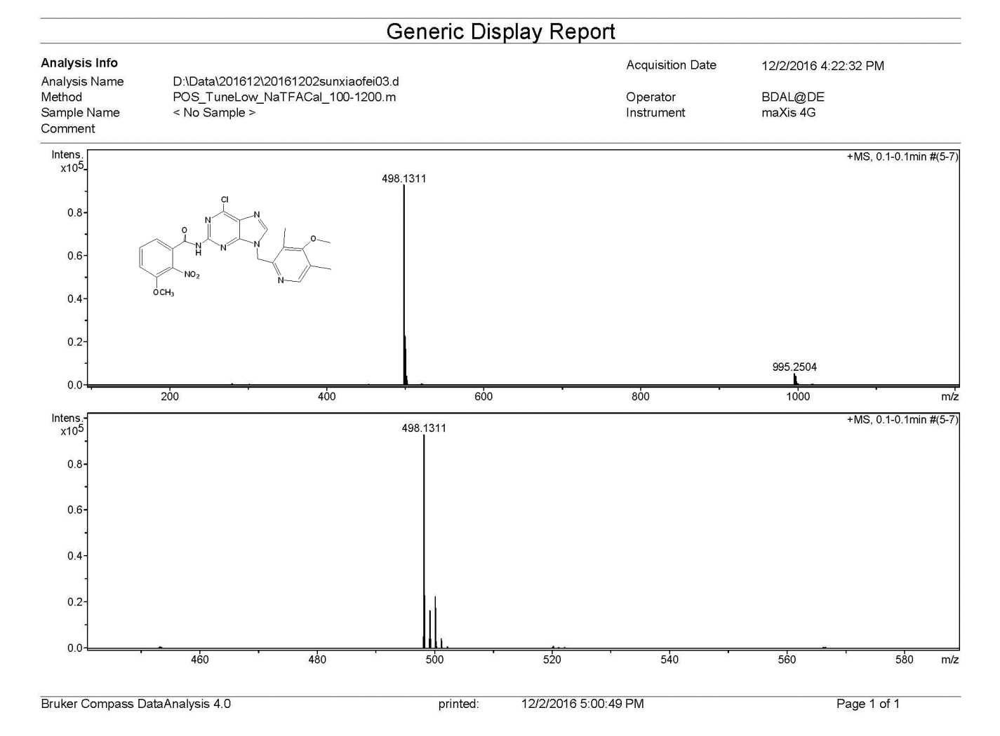 Generic Display Report
Analysis Info
Acquisition Date 12/2/2016 4:22:32 PM
Analysis Name D:\Data\201612\20161202sunxiaofei03.d
Method POS_TuneLow_NaTFACal_100-1200.m
Operator BDAL@DE
Sample Name < No Sample >
Instrument maXis 4G
Comment
Intens.
x10⁵
+MS, 0.1-0.1min #(5-7)
498.1311
Cl
N
N
0.8
O
N
NH
N
O
0.6
N
NO₂
OCH₃
0.4
0.2
995.2504
0.0
200 400 600 800 1000 m/z
Intens.
x10⁵
+MS, 0.1-0.1min #(5-7)
498.1311
0.8
0.6
0.4
0.2
0.0
460 480 500 520 540 560 580 m/z
Bruker Compass DataAnalysis 4.0 printed: 12/2/2016 5:00:49 PM Page 1 of 1